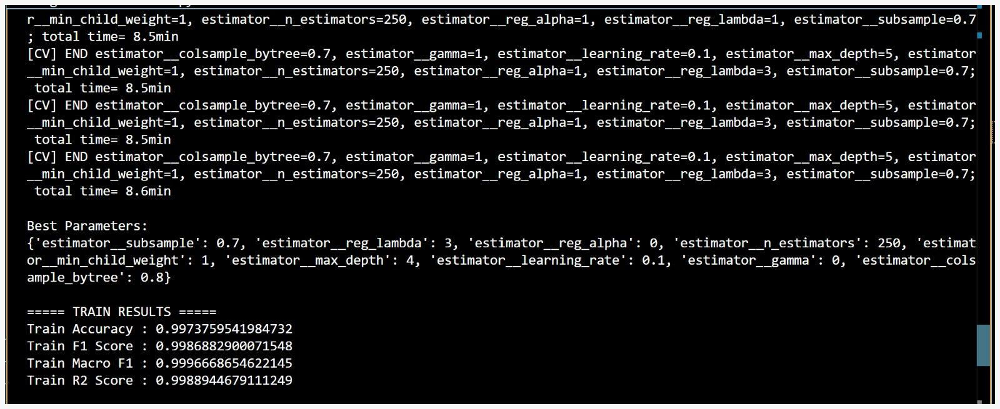 r__min_child_weight=1, estimator__n_estimators=250, estimator__reg_alpha=1, estimator__reg_lambda=1, estimator__subsample=0.7
; total time= 8.5min
[CV] END estimator__colsample_bytree=0.7, estimator__gamma=1, estimator__learning_rate=0.1, estimator__max_depth=5, estimator
__min_child_weight=1, estimator__n_estimators=250, estimator__reg_alpha=1, estimator__reg_lambda=3, estimator__subsample=0.7;
 total time= 8.5min
[CV] END estimator__colsample_bytree=0.7, estimator__gamma=1, estimator__learning_rate=0.1, estimator__max_depth=5, estimator
__min_child_weight=1, estimator__n_estimators=250, estimator__reg_alpha=1, estimator__reg_lambda=3, estimator__subsample=0.7;
 total time= 8.5min
[CV] END estimator__colsample_bytree=0.7, estimator__gamma=1, estimator__learning_rate=0.1, estimator__max_depth=5, estimator
__min_child_weight=1, estimator__n_estimators=250, estimator__reg_alpha=1, estimator__reg_lambda=3, estimator__subsample=0.7;
 total time= 8.6min
Best Parameters:
{'estimator__subsample': 0.7, 'estimator__reg_lambda': 3, 'estimator__reg_alpha': 0, 'estimator__n_estimators': 250, 'estimat
or__min_child_weight': 1, 'estimator__max_depth': 4, 'estimator__learning_rate': 0.1, 'estimator__gamma': 0, 'estimator__cols
ample_bytree': 0.8}
===== TRAIN RESULTS =====
Train Accuracy : 0.9973759541984732
Train F1 Score : 0.9986882900071548
Train Macro F1 : 0.9996668654622145
Train R2 Score : 0.9988944679111249